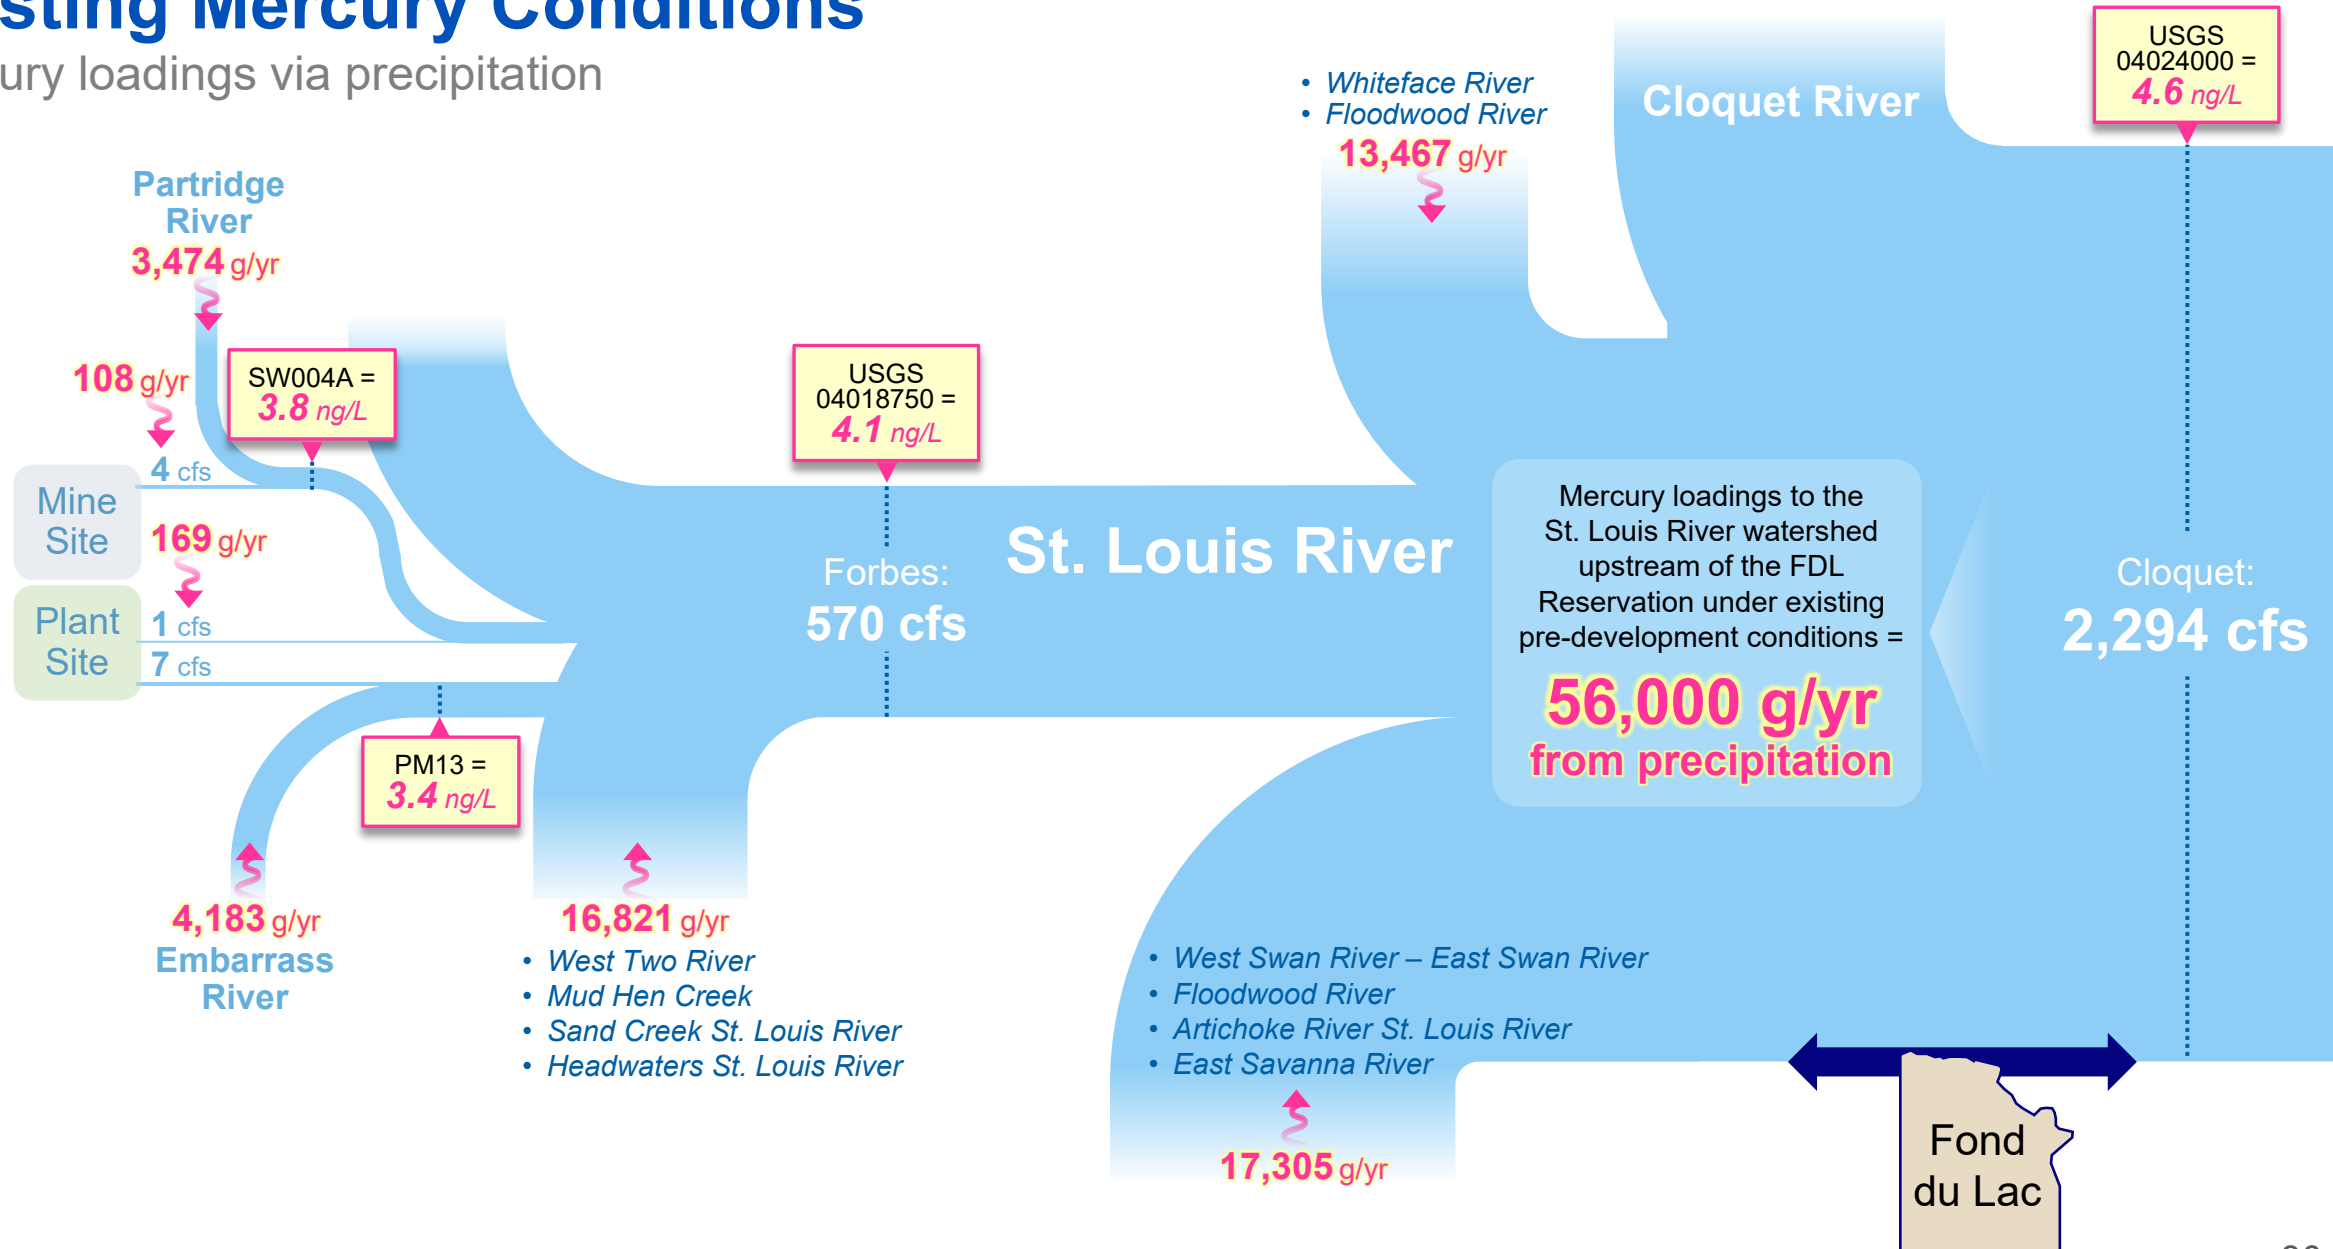 sting Mercury Conditions
ury loadings via precipitation
Partridge
River
3,474 g/yr
108 g/yr
SW004A =
3.8 ng/L
4 cfs
Mine
Site
169 g/yr
Plant
Site
1 cfs
7 cfs
PM13 =
3.4 ng/L
4,183 g/yr
Embarrass
River
16,821 g/yr
• West Two River
• Mud Hen Creek
• Sand Creek St. Louis River
• Headwaters St. Louis River
USGS
04018750 =
4.1 ng/L
Forbes:
570 cfs
St. Louis River
• Whiteface River
• Floodwood River
13,467 g/yr
Cloquet River
USGS
04024000 =
4.6 ng/L
Mercury loadings to the
St. Louis River watershed
upstream of the FDL
Reservation under existing
pre-development conditions =
56,000 g/yr
from precipitation
Cloquet:
2,294 cfs
• West Swan River – East Swan River
• Floodwood River
• Artichoke River St. Louis River
• East Savanna River
17,305 g/yr
Fond
du Lac